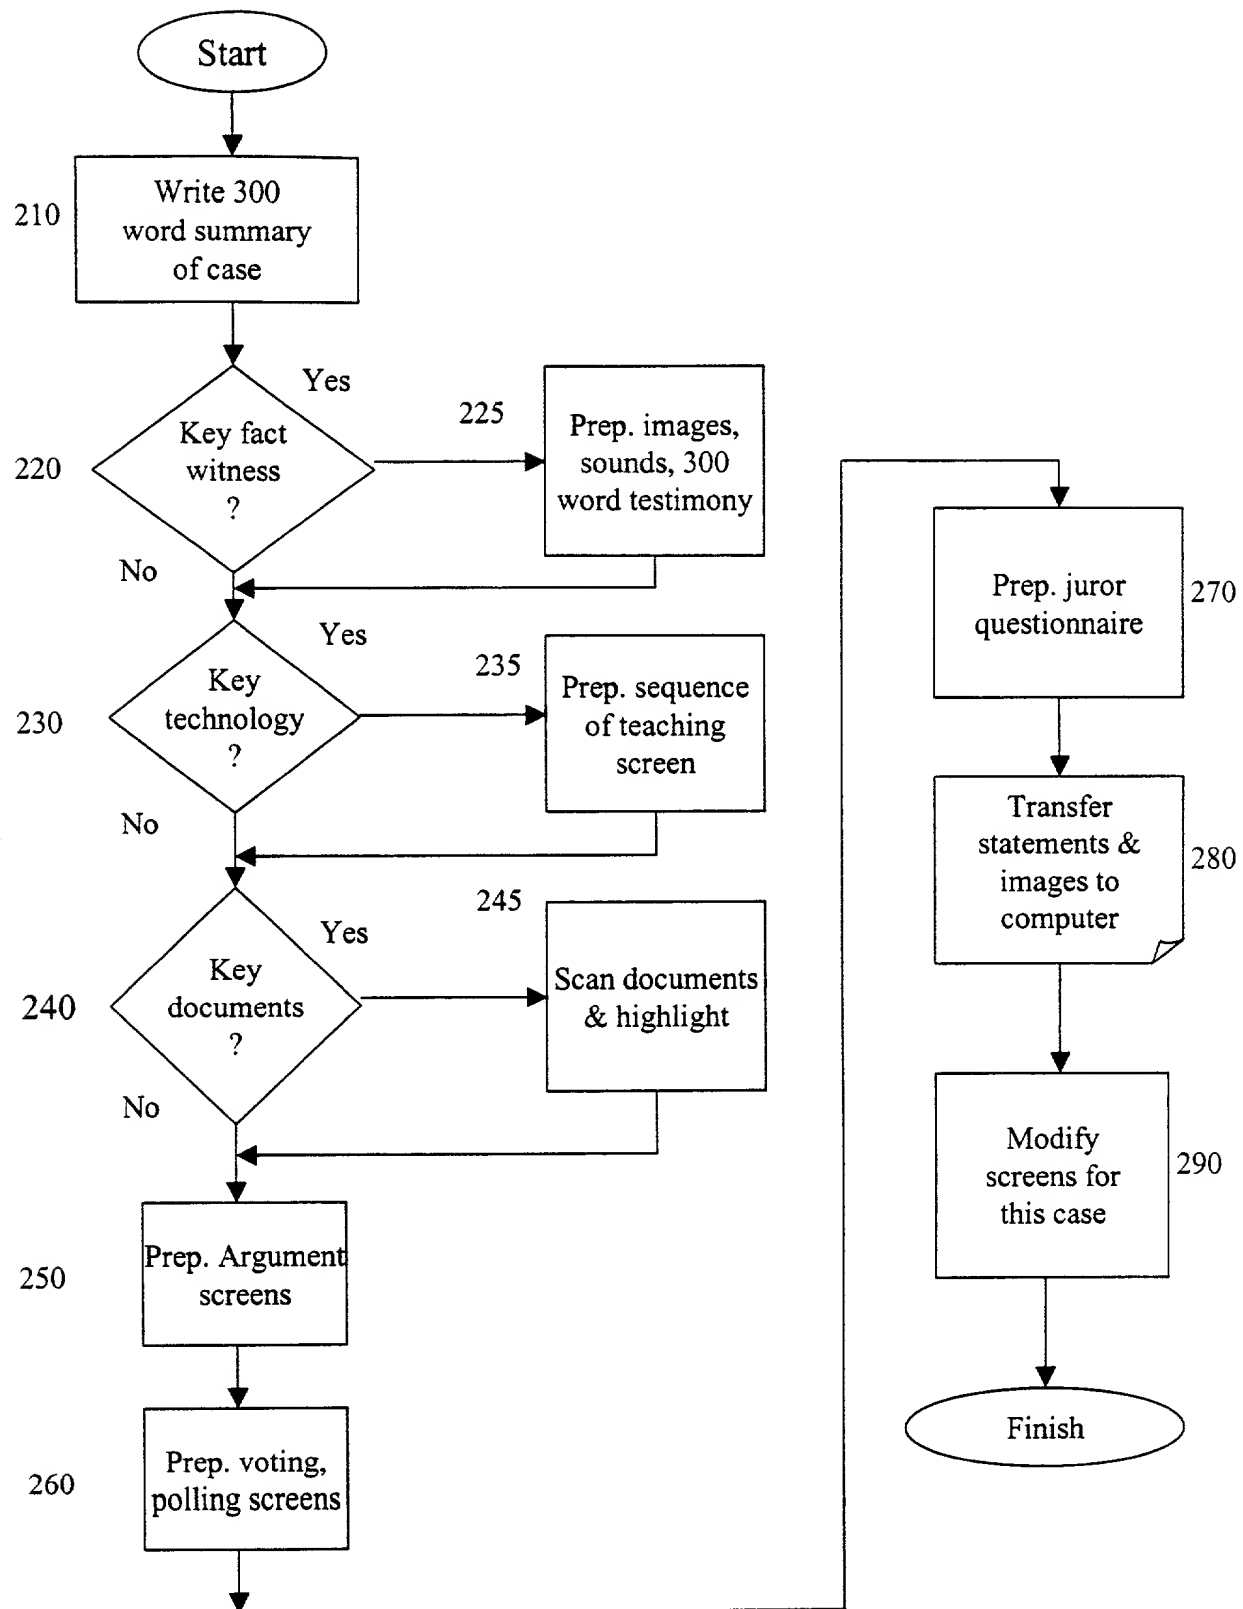 Start
210
Write 300
word summary
of case
Yes
220
Key fact
witness
?
225
Prep. images,
sounds, 300
word testimony
No
Yes
230
Key
technology
?
235
Prep. sequence
of teaching
screen
No
Yes
240
Key
documents
?
245
Scan documents
& highlight
No
250
Prep. Argument
screens
260
Prep. voting,
polling screens
Prep. juror
questionnaire
270
Transfer
statements &
images to
computer
280
Modify
screens for
this case
290
Finish